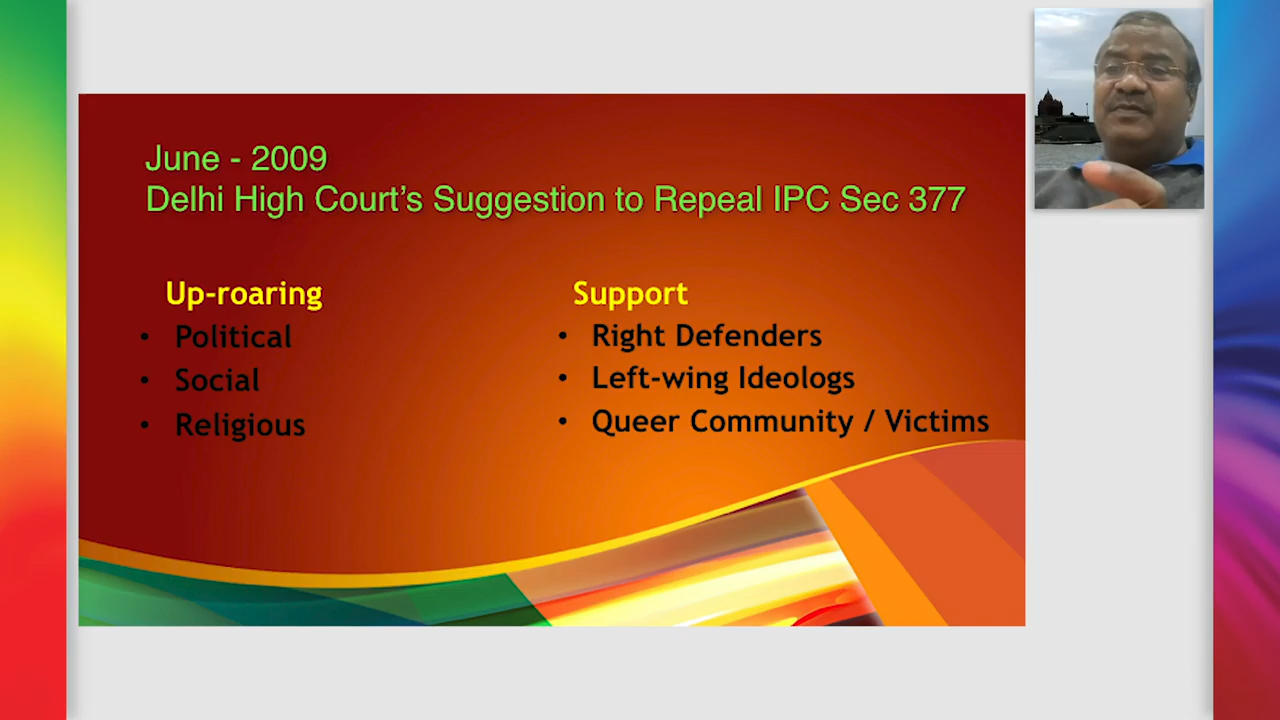 June - 2009
Delhi High Court’s Suggestion to Repeal IPC Sec 377
Up-roaring
• Political
• Social
• Religious
Support
• Right Defenders
• Left-wing Ideologs
• Queer Community / Victims